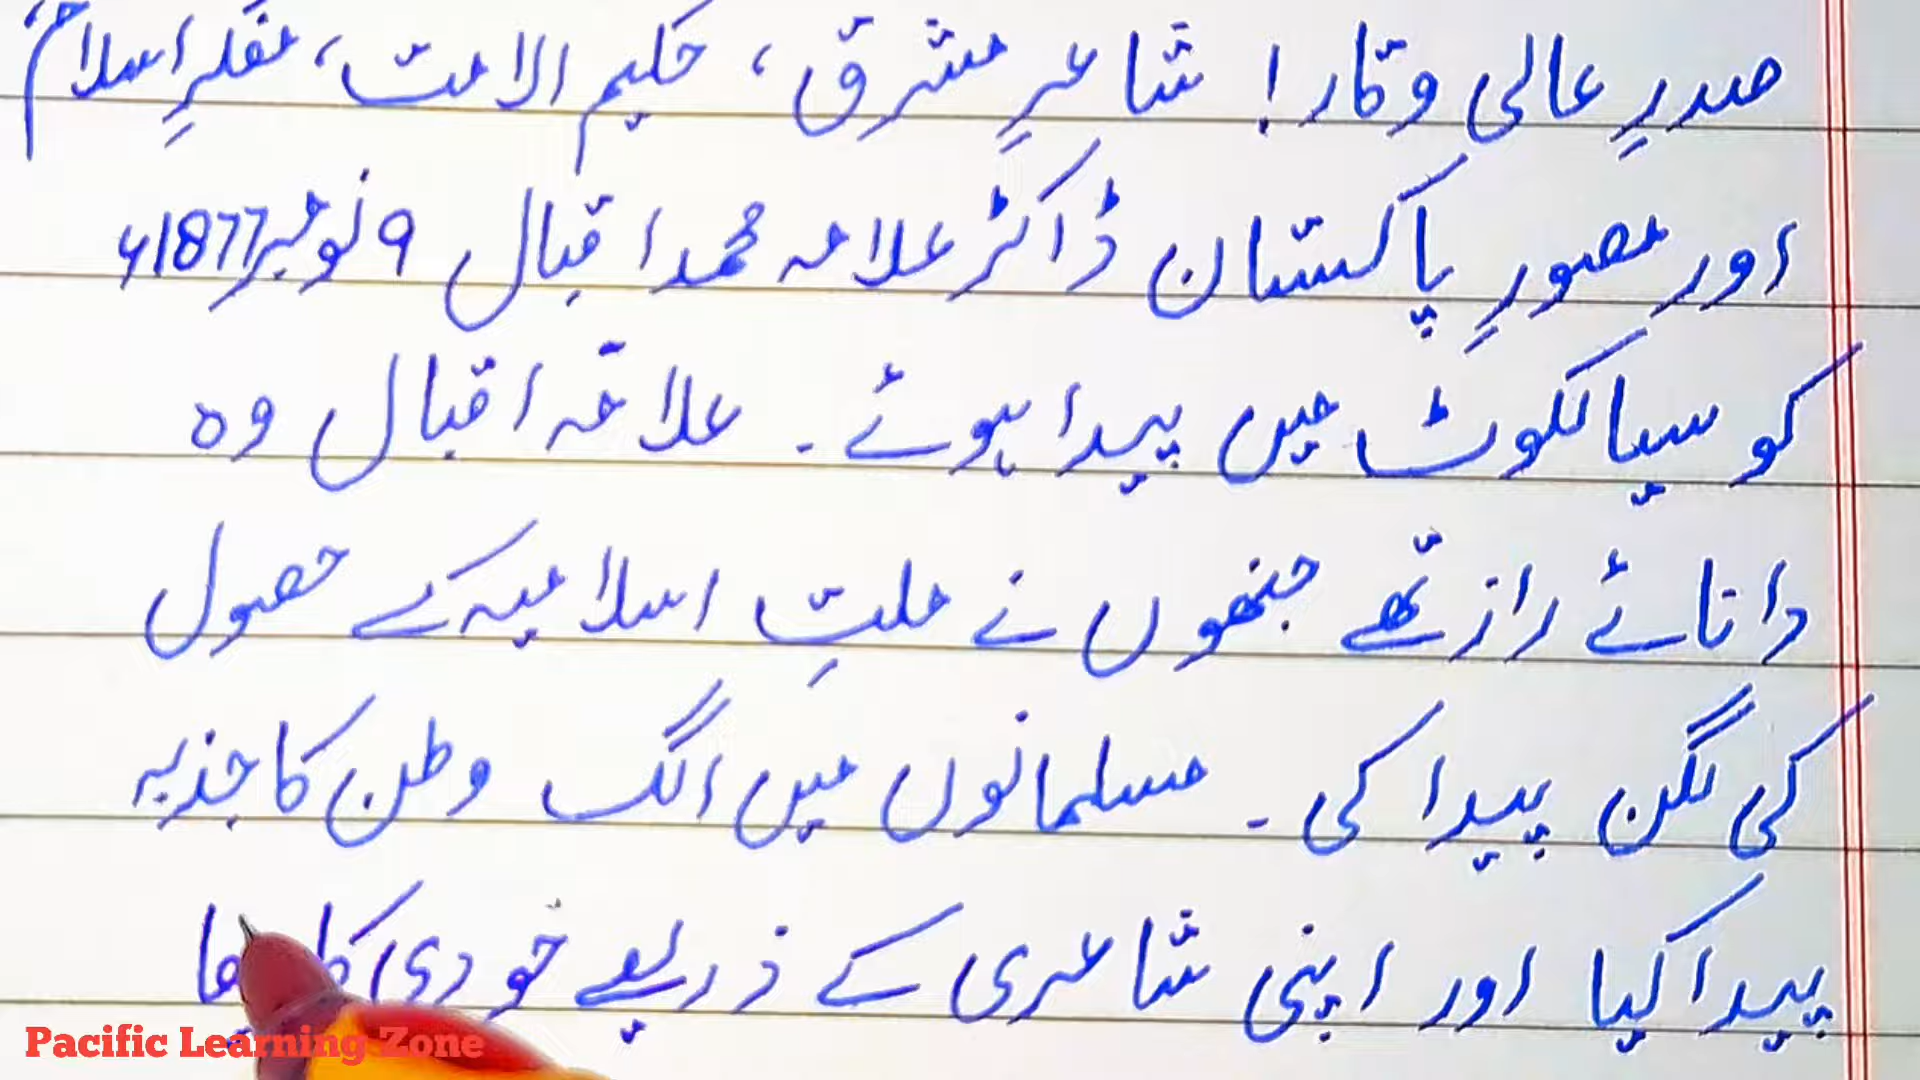 صدرِ عالی وقار! شاعرِ مشرق، حکیم الامت، مفکرِ اسلام
اور مصورِ پاکستان ڈاکٹر علامہ محمد اقبال 9 نومبر 1877ء
کو سیالکوٹ میں پیدا ہوئے ۔ علامہ اقبال وہ
دانائے راز تھے جنھوں نے ملتِ اسلامیہ کے حصول
کی لگن پیدا کی ۔ مسلمانوں میں الگ وطن کا جذبہ
پیدا کیا اور اپنی شاعری کے ذریعے خودی کا
Pacific Learning Zone